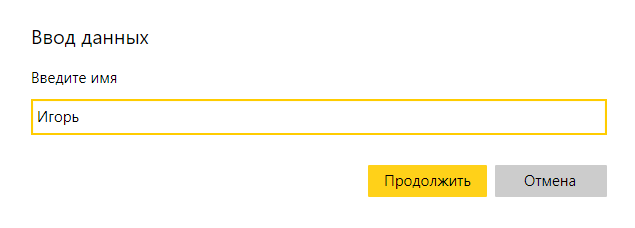 Ввод данных
Введите имя
Игорь
Продолжить Отмена